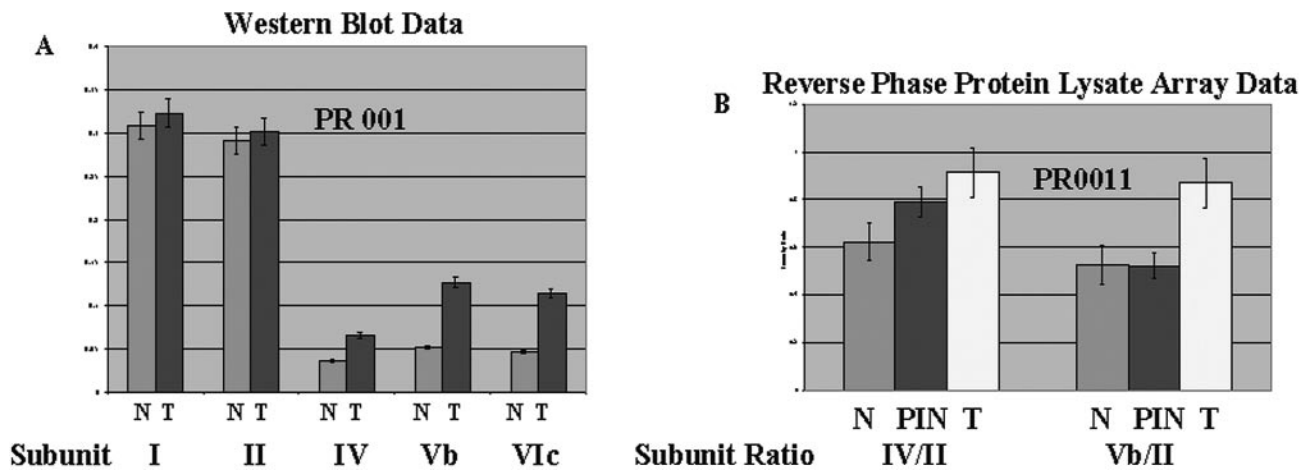 Western Blot Data
A
PR 001
N T N T N T N T N T
Subunit I II IV Vb VIc
Reverse Phase Protein Lysate Array Data
B
PR0011
N PIN T N PIN T
Subunit Ratio IV/II Vb/II